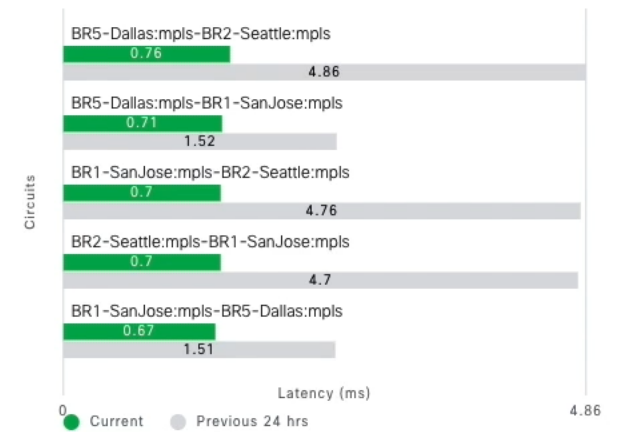 BR5-Dallas:mpls-BR2-Seattle:mpls
0.76
4.86
BR5-Dallas:mpls-BR1-SanJose:mpls
0.71
1.52
BR1-SanJose:mpls-BR2-Seattle:mpls
0.7
4.76
BR2-Seattle:mpls-BR1-SanJose:mpls
0.7
4.7
BR1-SanJose:mpls-BR5-Dallas:mpls
0.67
1.51
Circuits
Latency (ms)
0 4.86
Current Previous 24 hrs